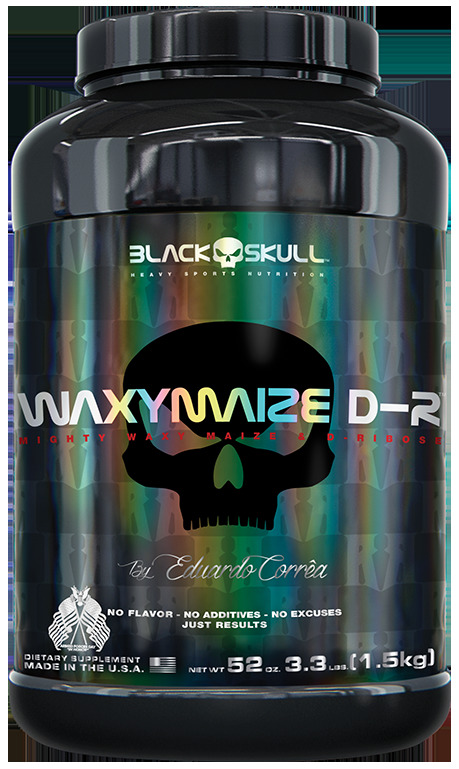 BLACK SKULL™
HEAVY SPORTS NUTRITION
WAXYMAIZE D-R
MIGHTY WAXY MAIZE & D-RIBOSE
By Eduardo Corrêa
NO FLAVOR - NO ADDITIVES - NO EXCUSES
JUST RESULTS
DIETARY SUPPLEMENT
MADE IN THE U.S.A.
NET WT 52 OZ. 3.3 LBS. (1.5kg)